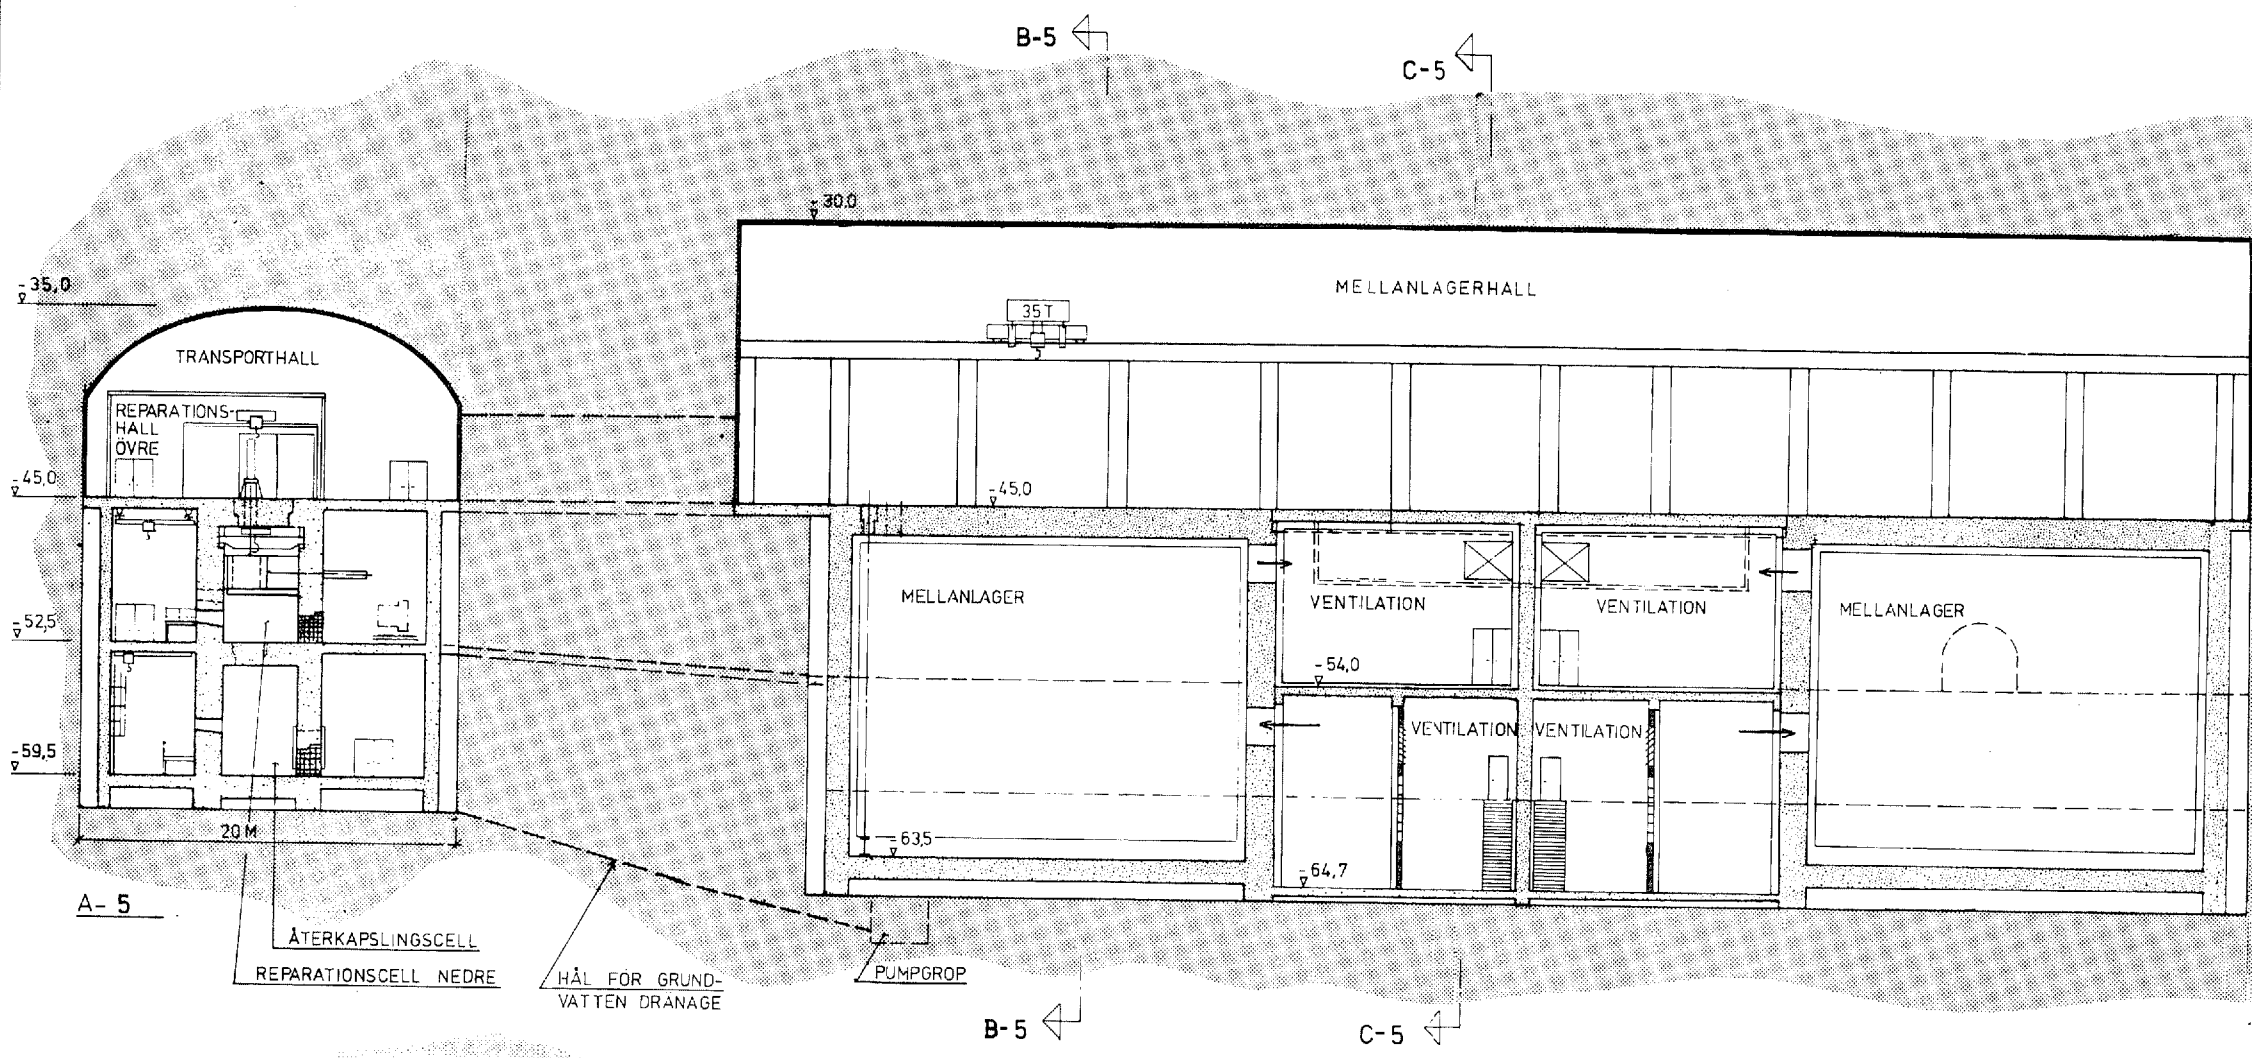 B-5
C-5
-30,0
-35,0
MELLANLAGERHALL
35T
TRANSPORTHALL
REPARATIONS-
HALL
ÖVRE
-45,0
-45,0
MELLANLAGER
VENTILATION
VENTILATION
MELLANLAGER
-52,5
-54,0
VENTILATION
VENTILATION
-59,5
20M
-63,5
-64,7
A-5
ÅTERKAPSLINGSCELL
REPARATIONSCELL NEDRE
HÅL FÖR GRUND-
VATTEN DRÄNAGE
PUMPGROP
B-5
C-5